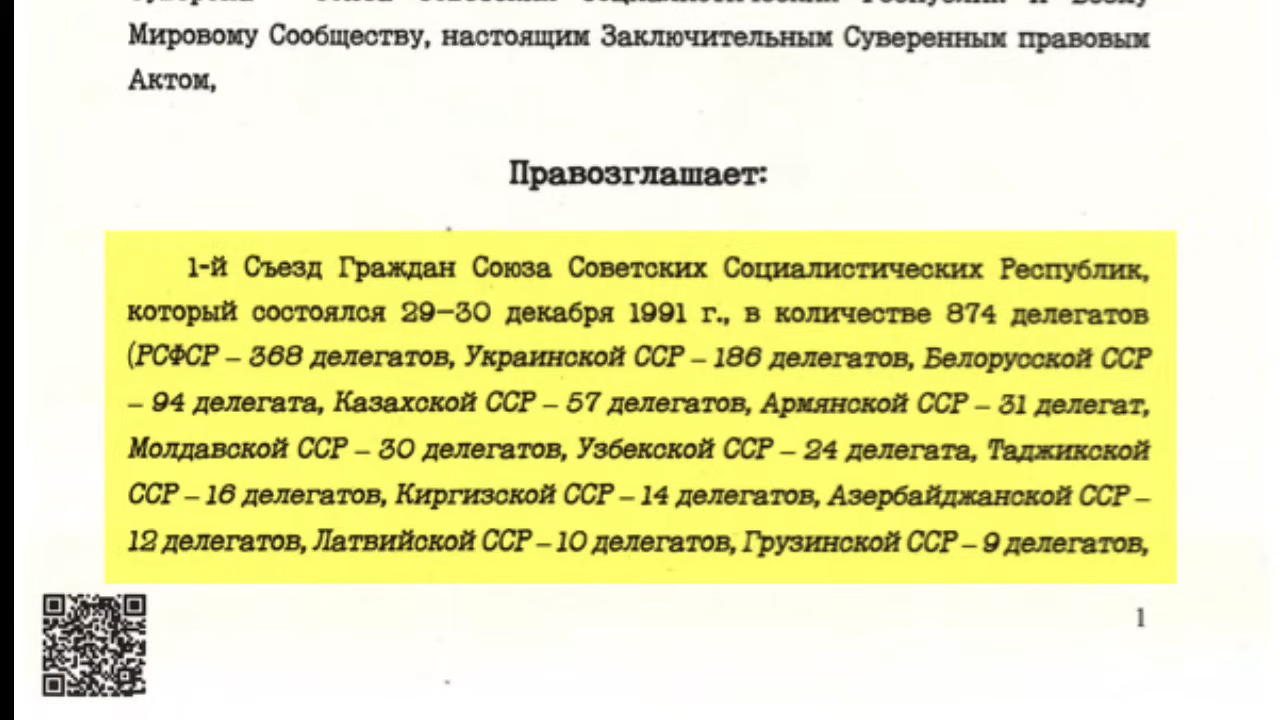 Мировому Сообществу, настоящим Заключительным Суверенным правовым
Актом,
Правозглашает:
1-й Съезд Граждан Союза Советских Социалистических Республик,
который состоялся 29–30 декабря 1991 г., в количестве 874 делегатов
(РСФСР – 368 делегатов, Украинской ССР – 186 делегатов, Белорусской ССР
– 94 делегата, Казахской ССР – 57 делегатов, Армянской ССР – 31 делегат,
Молдавской ССР – 30 делегатов, Узбекской ССР – 24 делегата, Таджикской
ССР – 16 делегатов, Киргизской ССР – 14 делегатов, Азербайджанской ССР –
12 делегатов, Латвийской ССР – 10 делегатов, Грузинской ССР – 9 делегатов,
1